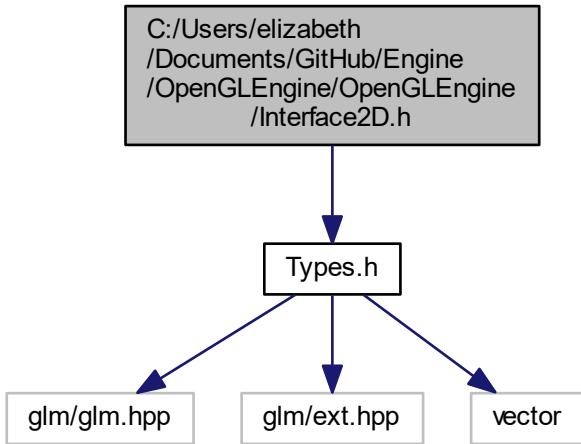 C:/Users/elizabeth
/Documents/GitHub/Engine
/OpenGLEngine/OpenGLEngine
/Interface2D.h
Types.h
glm/glm.hpp
glm/ext.hpp
vector